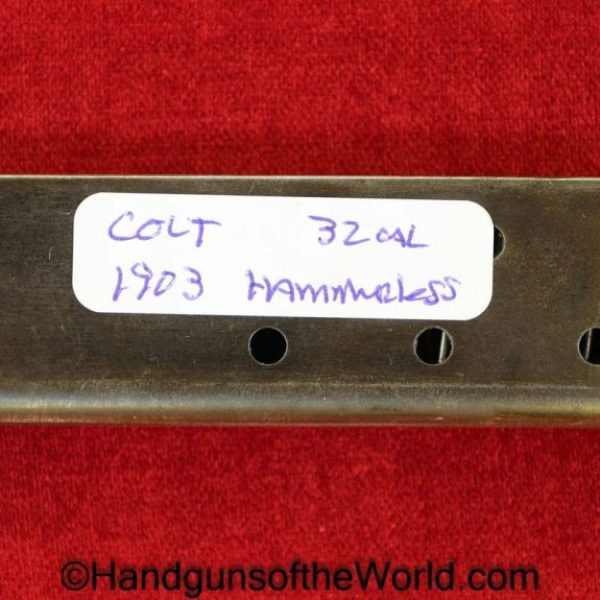 COLT 32 CAL
1903 HAMMERLESS
©HandgunsoftheWorld.com